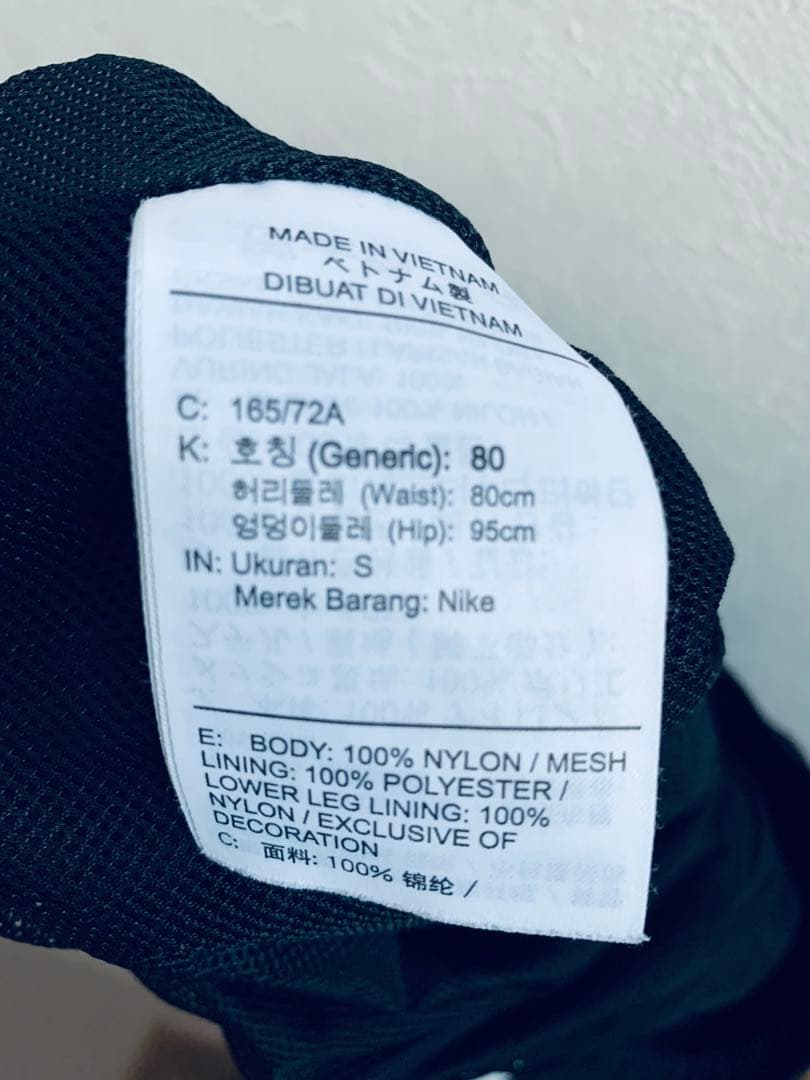 MADE IN VIETNAM
ベトナム製
DIBUAT DI VIETNAM
C: 165/72A
K: 호칭 (Generic): 80
허리둘레 (Waist): 80cm
엉덩이둘레 (Hip): 95cm
IN: Ukuran: S
Merek Barang: Nike
E: BODY: 100% NYLON / MESH
LINING: 100% POLYESTER /
LOWER LEG LINING: 100%
NYLON / EXCLUSIVE OF
DECORATION
C: 面料: 100% 锦纶 /